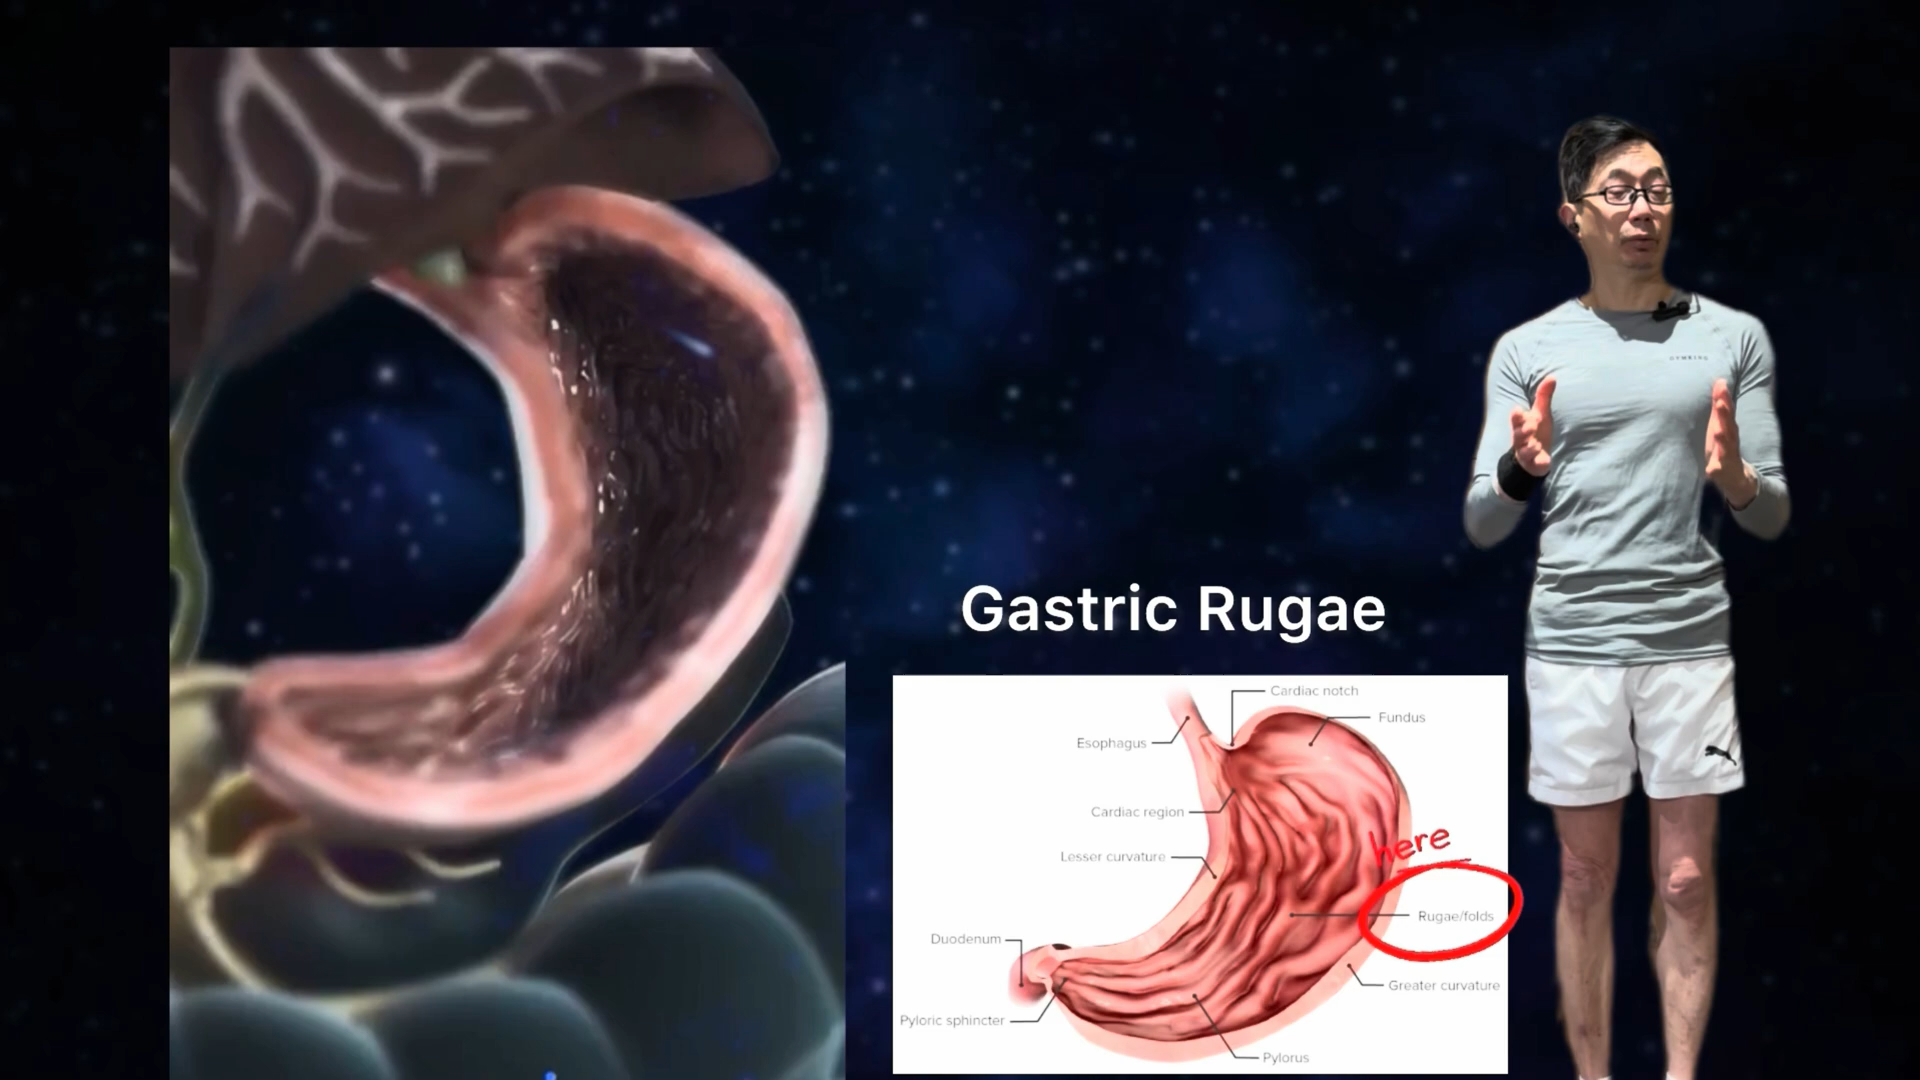 Gastric Rugae
Cardiac notch
Fundus
Esophagus
Cardiac region
here
Lesser curvature
Rugae/folds
Duodenum
Greater curvature
Pyloric sphincter
Pylorus